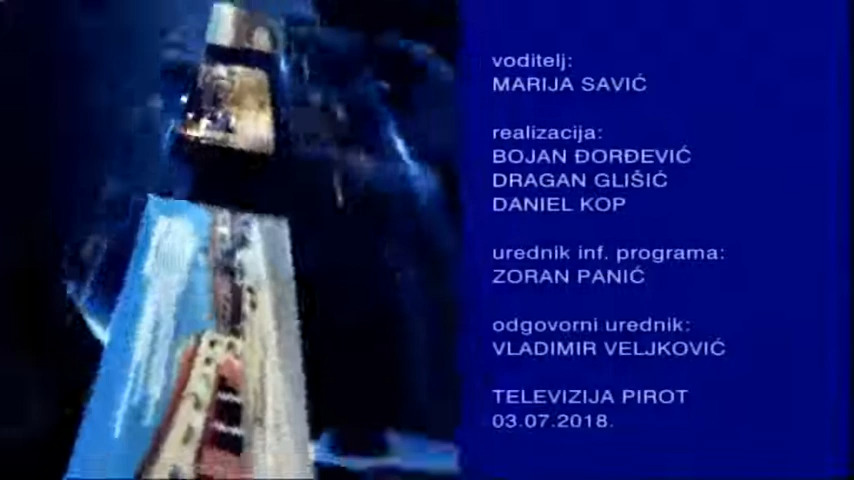 voditelj:
MARIJA SAVIĆ
realizacija:
BOJAN ĐORĐEVIĆ
DRAGAN GLIŠIĆ
DANIEL KOP
urednik inf. programa:
ZORAN PANIĆ
odgovorni urednik:
VLADIMIR VELJKOVIĆ
TELEVIZIJA PIROT
03.07.2018.